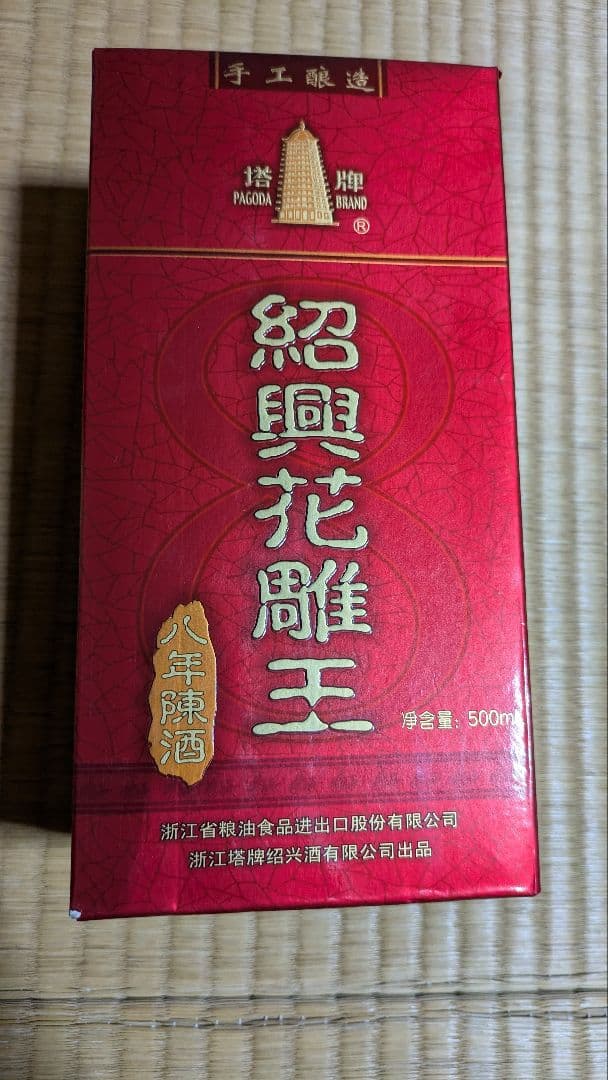 手工酿造
塔牌
PAGODA BRAND
®
紹興花雕王
八年陳酒
净含量: 500ml
浙江省粮油食品进出口股份有限公司
浙江塔牌绍兴酒有限公司出品